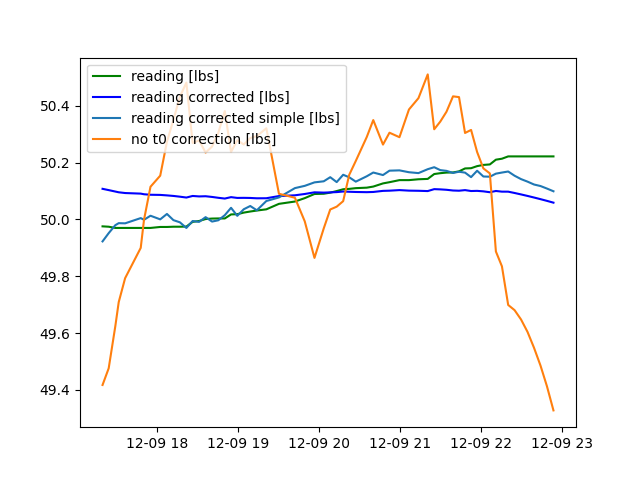 reading [lbs]
reading corrected [lbs]
reading corrected simple [lbs]
no t0 correction [lbs]
50.4
50.2
50.0
49.8
49.6
49.4
12-09 18 12-09 19 12-09 20 12-09 21 12-09 22 12-09 23